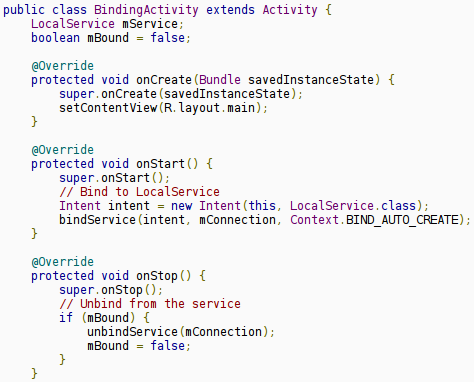 public class BindingActivity extends Activity {
    LocalService mService;
    boolean mBound = false;

    @Override
    protected void onCreate(Bundle savedInstanceState) {
        super.onCreate(savedInstanceState);
        setContentView(R.layout.main);
    }

    @Override
    protected void onStart() {
        super.onStart();
        // Bind to LocalService
        Intent intent = new Intent(this, LocalService.class);
        bindService(intent, mConnection, Context.BIND_AUTO_CREATE);
    }

    @Override
    protected void onStop() {
        super.onStop();
        // Unbind from the service
        if (mBound) {
            unbindService(mConnection);
            mBound = false;
        }
    }